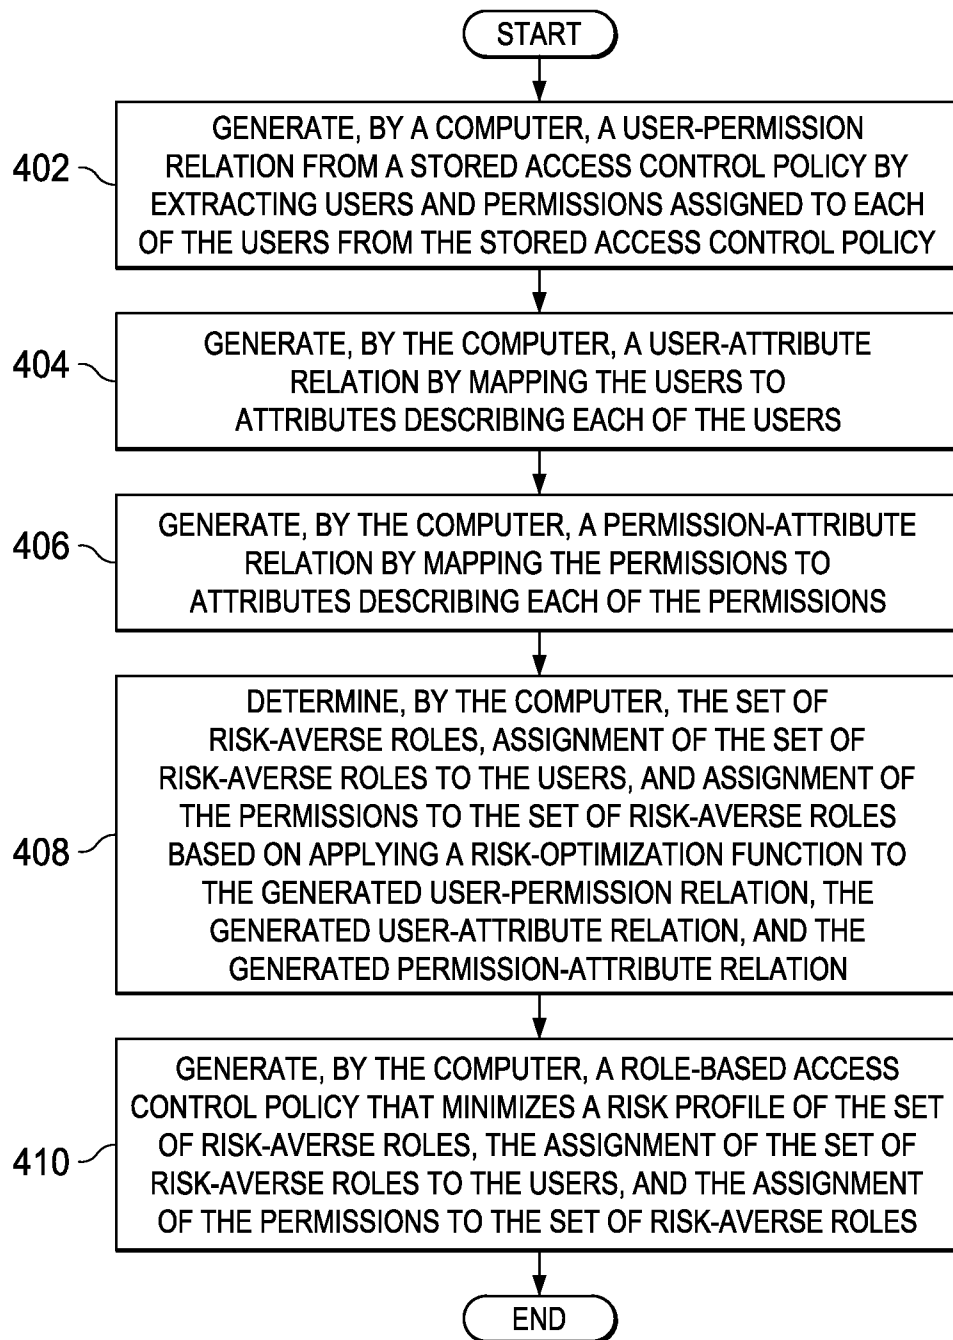 START
402
GENERATE, BY A COMPUTER, A USER-PERMISSION
RELATION FROM A STORED ACCESS CONTROL POLICY BY
EXTRACTING USERS AND PERMISSIONS ASSIGNED TO EACH
OF THE USERS FROM THE STORED ACCESS CONTROL POLICY
404
GENERATE, BY THE COMPUTER, A USER-ATTRIBUTE
RELATION BY MAPPING THE USERS TO
ATTRIBUTES DESCRIBING EACH OF THE USERS
406
GENERATE, BY THE COMPUTER, A PERMISSION-ATTRIBUTE
RELATION BY MAPPING THE PERMISSIONS TO
ATTRIBUTES DESCRIBING EACH OF THE PERMISSIONS
408
DETERMINE, BY THE COMPUTER, THE SET OF
RISK-AVERSE ROLES, ASSIGNMENT OF THE SET OF
RISK-AVERSE ROLES TO THE USERS, AND ASSIGNMENT OF
THE PERMISSIONS TO THE SET OF RISK-AVERSE ROLES
BASED ON APPLYING A RISK-OPTIMIZATION FUNCTION TO
THE GENERATED USER-PERMISSION RELATION, THE
GENERATED USER-ATTRIBUTE RELATION, AND THE
GENERATED PERMISSION-ATTRIBUTE RELATION
410
GENERATE, BY THE COMPUTER, A ROLE-BASED ACCESS
CONTROL POLICY THAT MINIMIZES A RISK PROFILE OF THE SET
OF RISK-AVERSE ROLES, THE ASSIGNMENT OF THE SET OF
RISK-AVERSE ROLES TO THE USERS, AND THE ASSIGNMENT
OF THE PERMISSIONS TO THE SET OF RISK-AVERSE ROLES
END